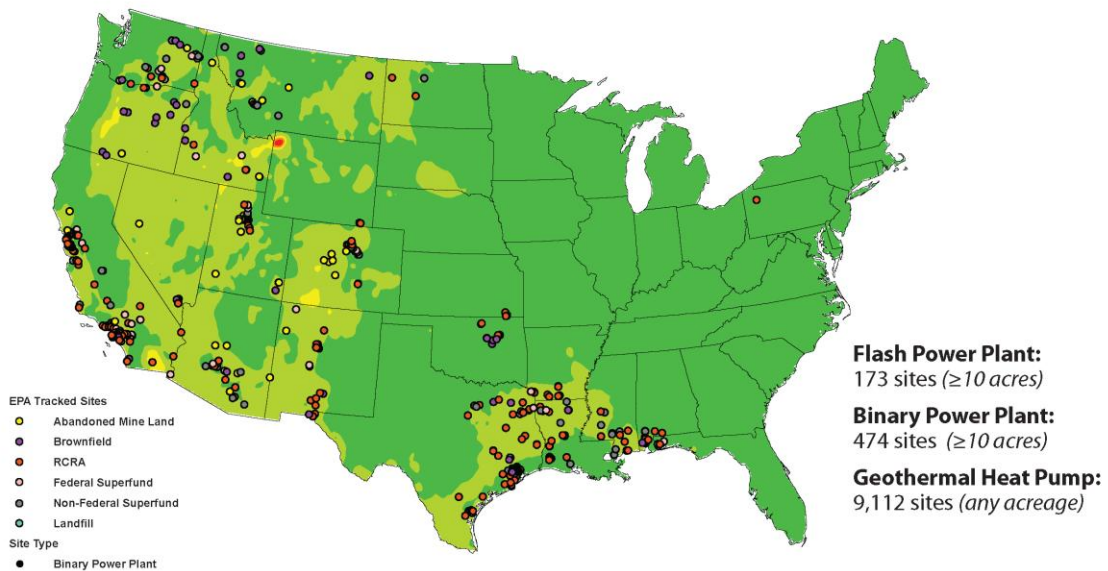 Flash Power Plant:
173 sites (≥10 acres)
Binary Power Plant:
474 sites (≥10 acres)
Geothermal Heat Pump:
9,112 sites (any acreage)
EPA Tracked Sites
Abandoned Mine Land
Brownfield
RCRA
Federal Superfund
Non-Federal Superfund
Landfill
Site Type
Binary Power Plant